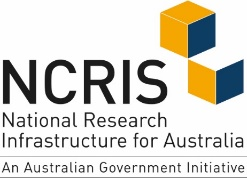 NCRIS
National Research
Infrastructure for Australia
An Australian Government Initiative